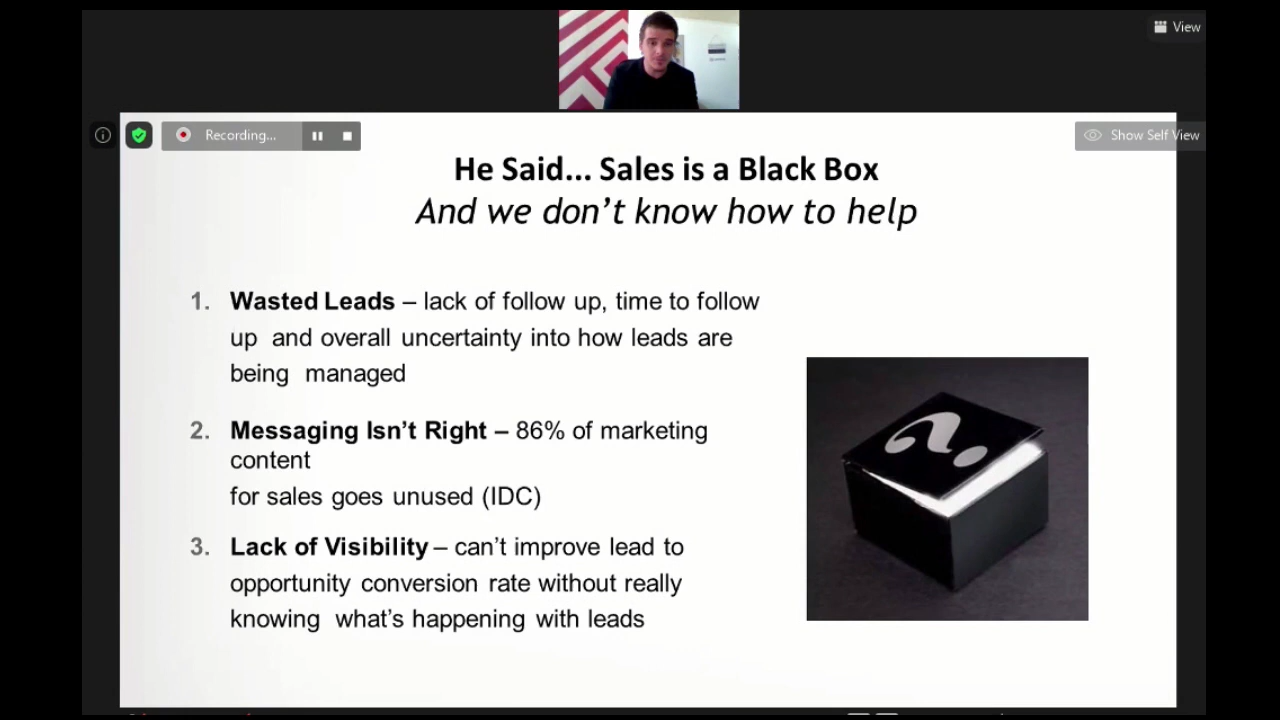 View
Recording...
Show Self View
He Said... Sales is a Black Box
And we don't know how to help
1. Wasted Leads – lack of follow up, time to follow
up and overall uncertainty into how leads are
being managed
2. Messaging Isn't Right – 86% of marketing
content
for sales goes unused (IDC)
3. Lack of Visibility – can't improve lead to
opportunity conversion rate without really
knowing what's happening with leads
?